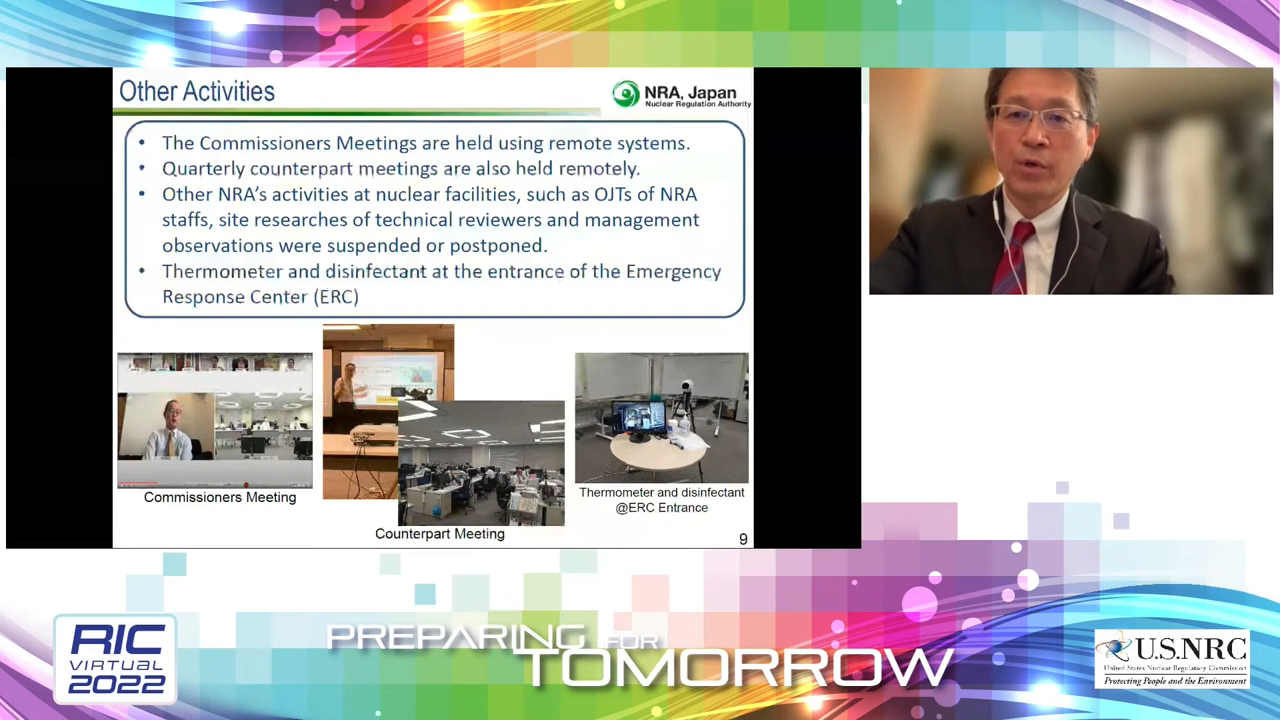 Other Activities
NRA, Japan
Nuclear Regulation Authority
• The Commissioners Meetings are held using remote systems.
• Quarterly counterpart meetings are also held remotely.
• Other NRA's activities at nuclear facilities, such as OJTs of NRA
staffs, site researches of technical reviewers and management
observations were suspended or postponed.
• Thermometer and disinfectant at the entrance of the Emergency
Response Center (ERC)
Commissioners Meeting
Counterpart Meeting
Thermometer and disinfectant
@ERC Entrance
9
RIC
VIRTUAL
2022
PREPARING FOR
TOMORROW
U.S.NRC
United States Nuclear Regulatory Commission
Protecting People and the Environment